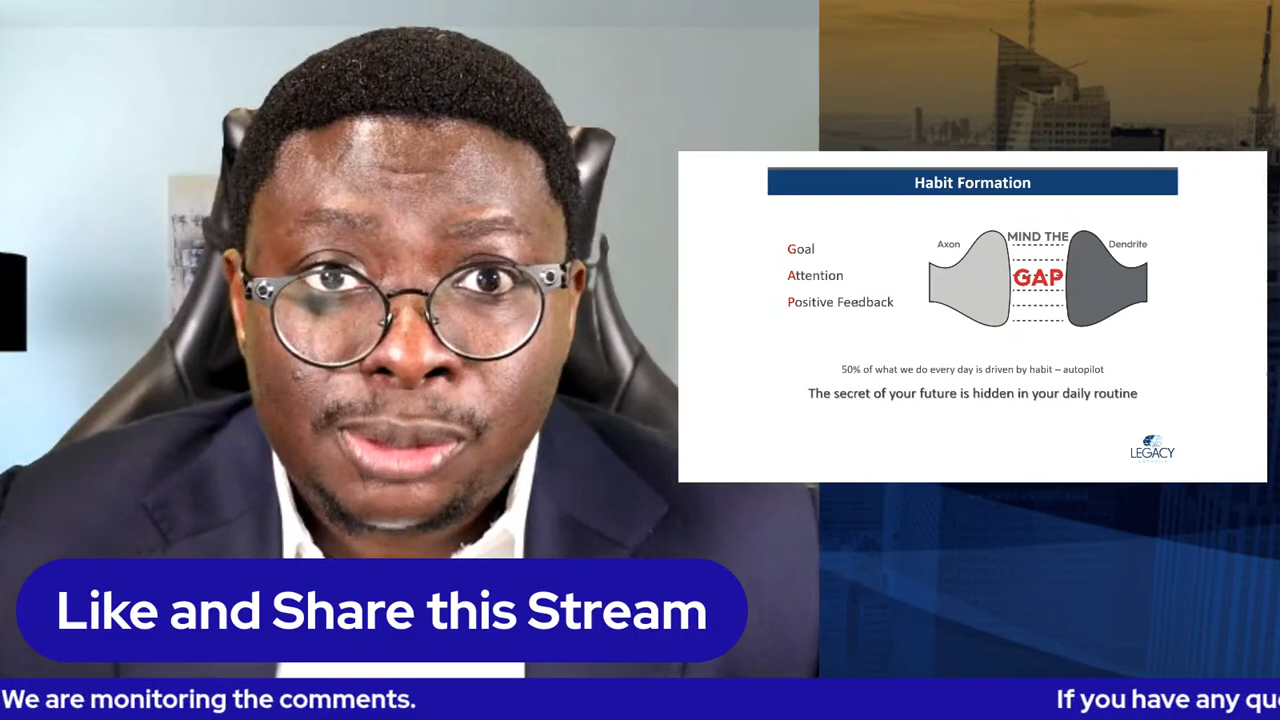 Habit Formation
Goal
Attention
Positive Feedback
Axon
MIND THE
Dendrite
GAP
50% of what we do every day is driven by habit – autopilot
The secret of your future is hidden in your daily routine
LEGACY
Like and Share this Stream
We are monitoring the comments.
If you have any que